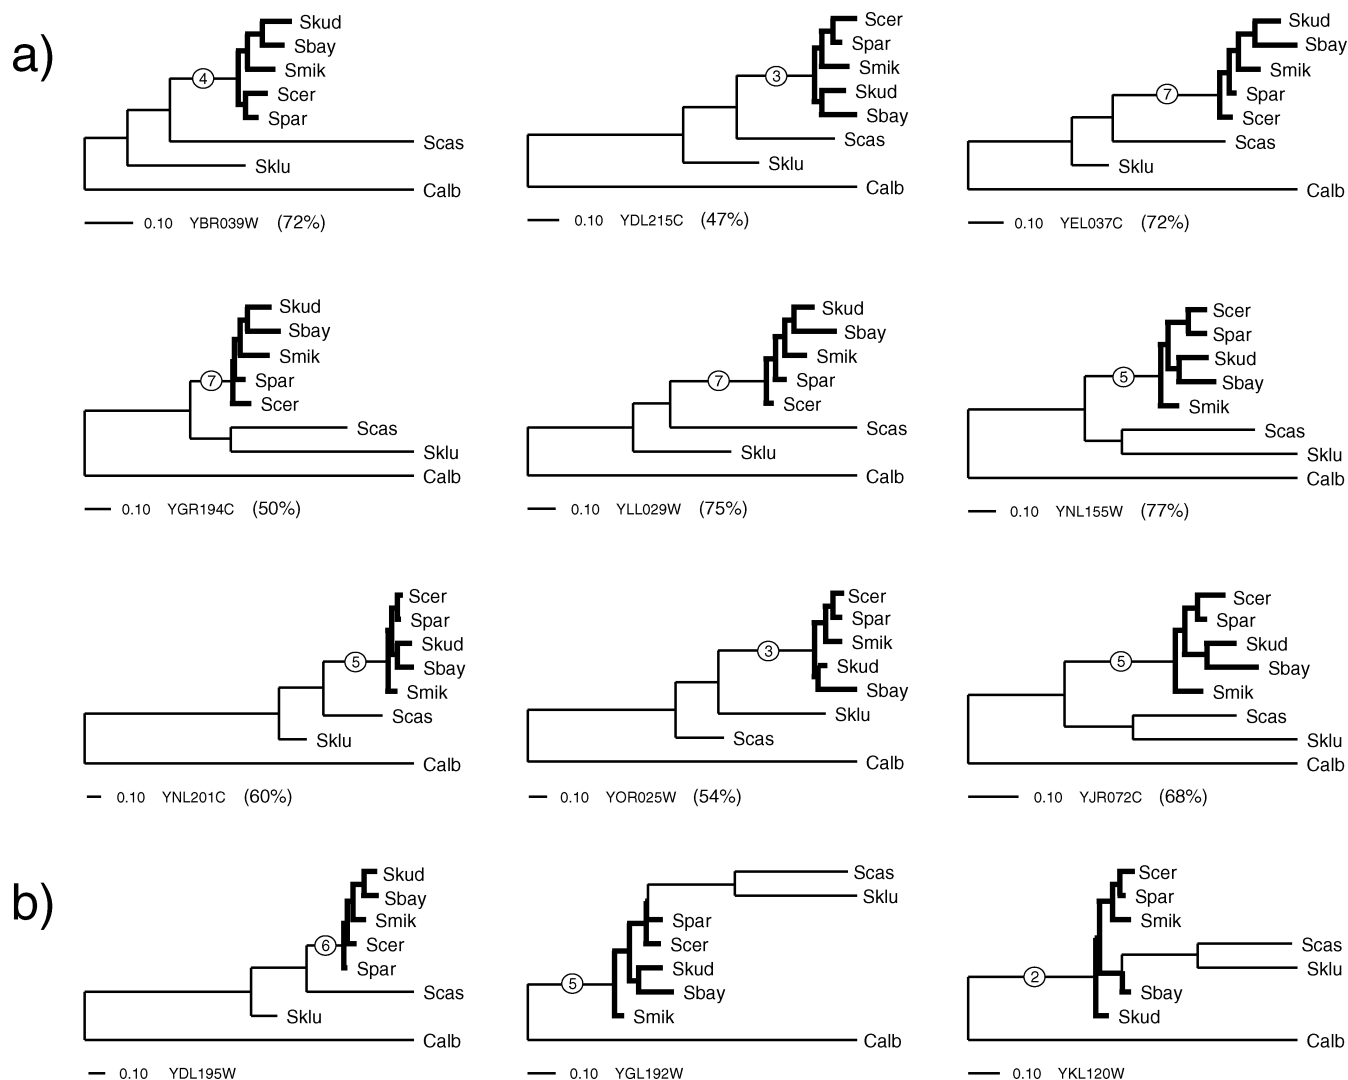 a)
Skud
Sbay
Smik
4
Scer
Spar
Scas
Sklu
Calb
0.10 YBR039W (72%)
Scer
Spar
Smik
3
Skud
Sbay
Scas
Sklu
Calb
0.10 YDL215C (47%)
Skud
Sbay
Smik
7
Spar
Scer
Scas
Sklu
Calb
0.10 YEL037C (72%)
Skud
Sbay
Smik
7
Spar
Scer
Scas
Sklu
Calb
0.10 YGR194C (50%)
Skud
Sbay
Smik
7
Spar
Scer
Scas
Sklu
Calb
0.10 YLL029W (75%)
Scer
Spar
Skud
5
Sbay
Smik
Scas
Sklu
Calb
0.10 YNL155W (77%)
Scer
Spar
Skud
5
Sbay
Smik
Scas
Sklu
Calb
0.10 YNL201C (60%)
Scer
Spar
Smik
3
Skud
Sbay
Sklu
Scas
Calb
0.10 YOR025W (54%)
Scer
Spar
Skud
5
Sbay
Smik
Scas
Sklu
Calb
0.10 YJR072C (68%)
b)
Skud
Sbay
Smik
6
Scer
Spar
Scas
Sklu
Calb
0.10 YDL195W
Scas
Sklu
Spar
Scer
Skud
5
Sbay
Smik
Calb
0.10 YGL192W
Scer
Spar
Smik
Scas
Sklu
2
Sbay
Skud
Calb
0.10 YKL120W